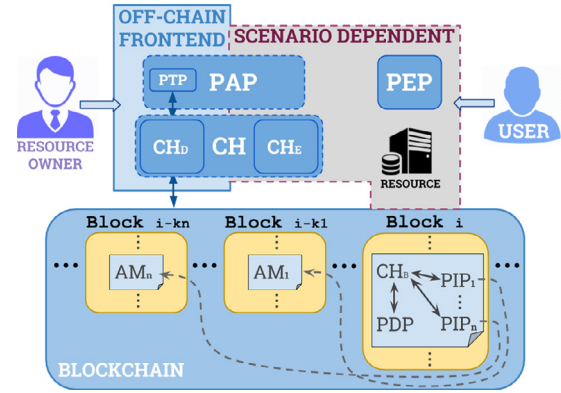 OFF-CHAIN
FRONTEND
SCENARIO DEPENDENT
PTP PAP
PEP
RESOURCE
OWNER
USER
CHD CH CHE
RESOURCE
Block i-kn Block i-k1 Block i
... ... ... ...
AMn AM1
CHB PIP1
PDP PIPn
BLOCKCHAIN